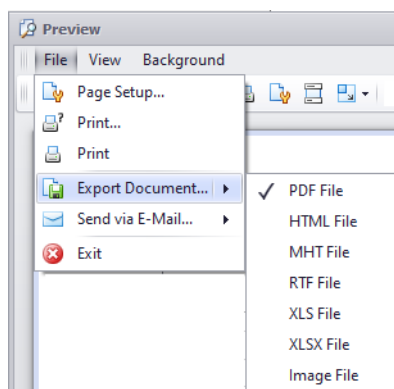 Preview
File View Background
Page Setup...
Print...
Print
Export Document...
Send via E-Mail...
Exit
PDF File
HTML File
MHT File
RTF File
XLS File
XLSX File
Image File